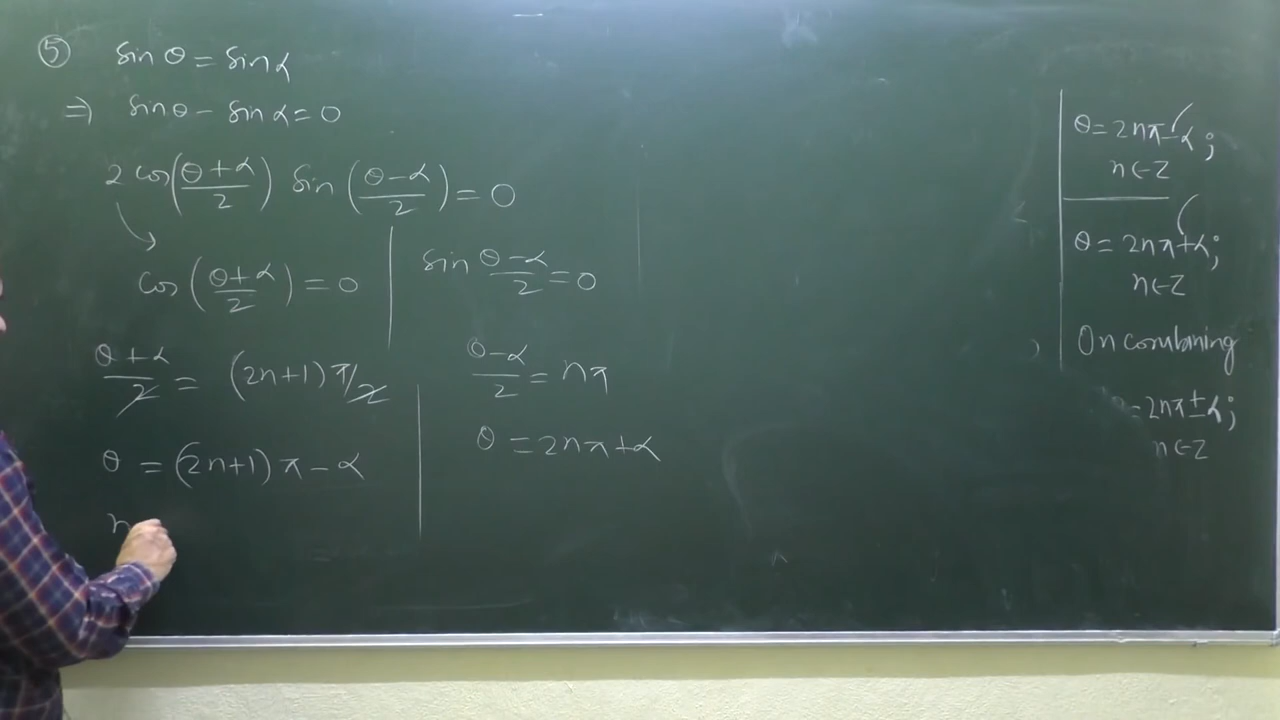 ⑤ sin θ = sin α
⇒ sin θ − sin α = 0
2 cos((θ + α)/2) sin((θ − α)/2) = 0
cos((θ + α)/2) = 0
(θ + α)/2 = (2n+1) π/2
θ = (2n+1) π − α
n
sin (θ − α)/2 = 0
(θ − α)/2 = nπ
θ = 2nπ + α
θ = 2nπ − α;
n ∈ Z
θ = 2nπ + α;
n ∈ Z
On combining
= 2nπ ± α;
n ∈ Z